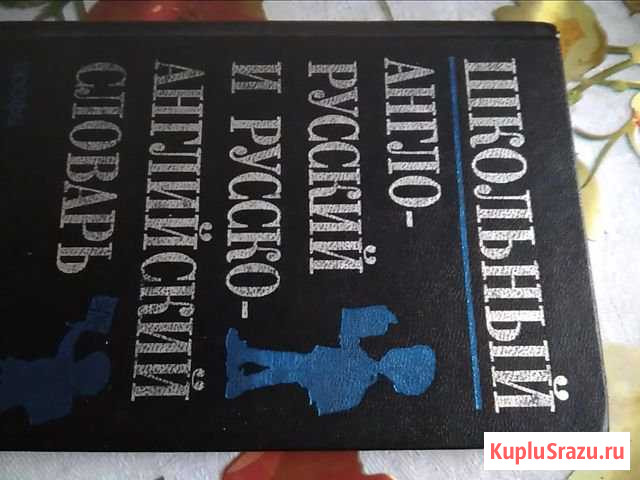 ШКОЛЬНЫЙ
АНГЛО-
РУССКИЙ
И РУССКО-
АНГЛИЙСКИЙ
СЛОВАРЬ
KupluSrazu.ru